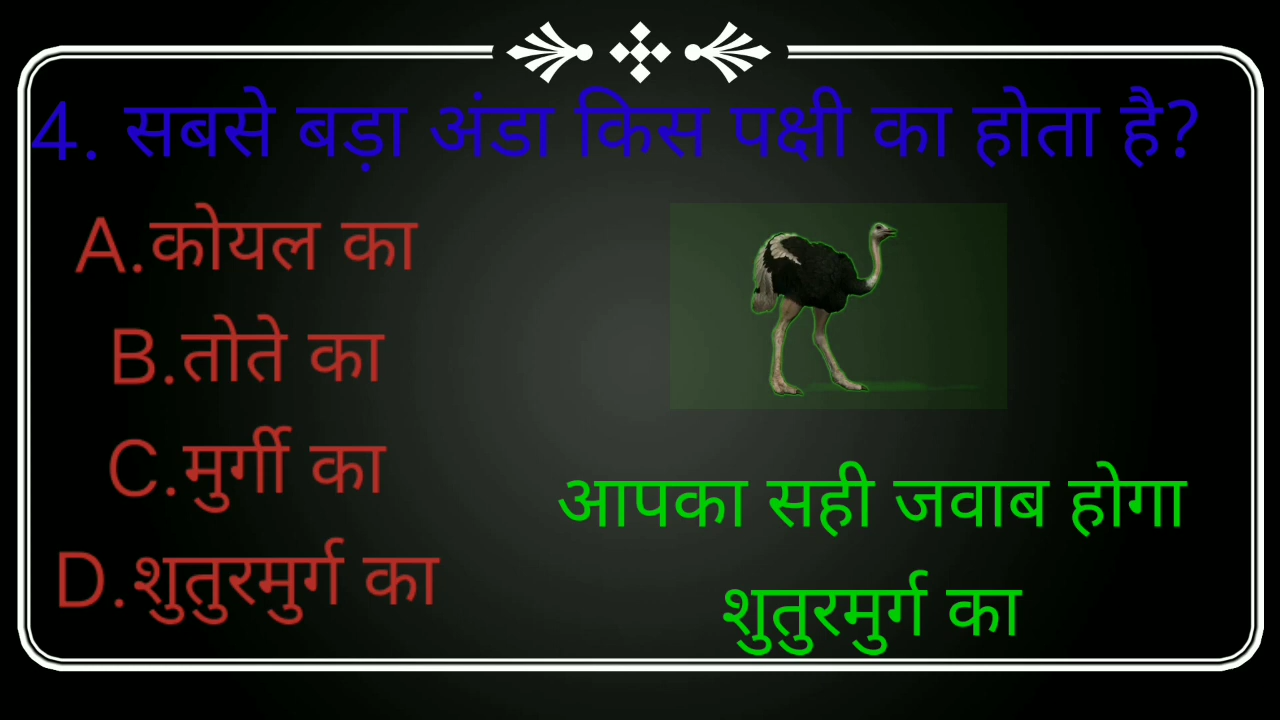 4. सबसे बड़ा अंडा किस पक्षी का होता है?
A.कोयल का
B.तोते का
C.मुर्गी का
D.शुतुरमुर्ग का
आपका सही जवाब होगा
शुतुरमुर्ग का